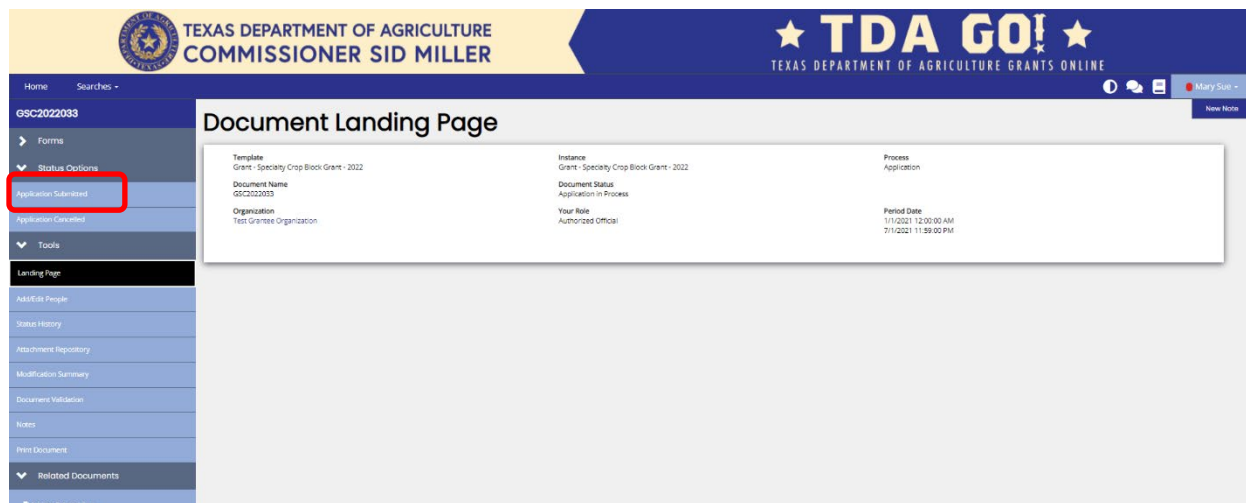 TEXAS DEPARTMENT OF AGRICULTURE
COMMISSIONER SID MILLER
TDA GO!
TEXAS DEPARTMENT OF AGRICULTURE GRANTS ONLINE
Home Searches
Mary Sue
GSC2022033
New Note
Document Landing Page
Forms
Status Options
Application Submitted
Application Cancelled
Tools
Landing Page
Add/Edit People
Status History
Attachment Repository
Modification Summary
Document Validation
Notes
Print Document
Related Documents
Template
Grant - Specialty Crop Block Grant - 2022
Instance
Grant - Specialty Crop Block Grant - 2022
Process
Application
Document Name
GSC2022033
Document Status
Application in Process
Organization
Test Grantee Organization
Your Role
Authorized Official
Period Date
1/1/2021 12:00:00 AM
7/1/2021 11:59:00 PM